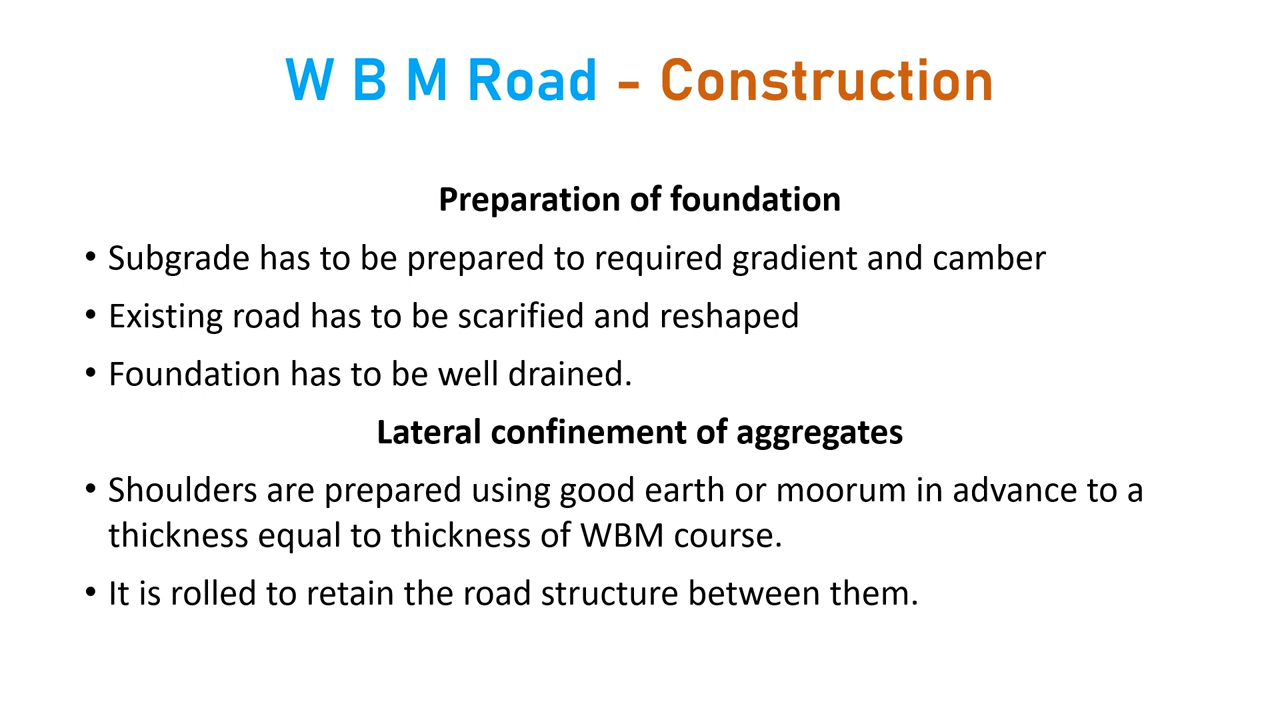 W B M Road - Construction
Preparation of foundation
• Subgrade has to be prepared to required gradient and camber
• Existing road has to be scarified and reshaped
• Foundation has to be well drained.
Lateral confinement of aggregates
• Shoulders are prepared using good earth or moorum in advance to a
thickness equal to thickness of WBM course.
• It is rolled to retain the road structure between them.